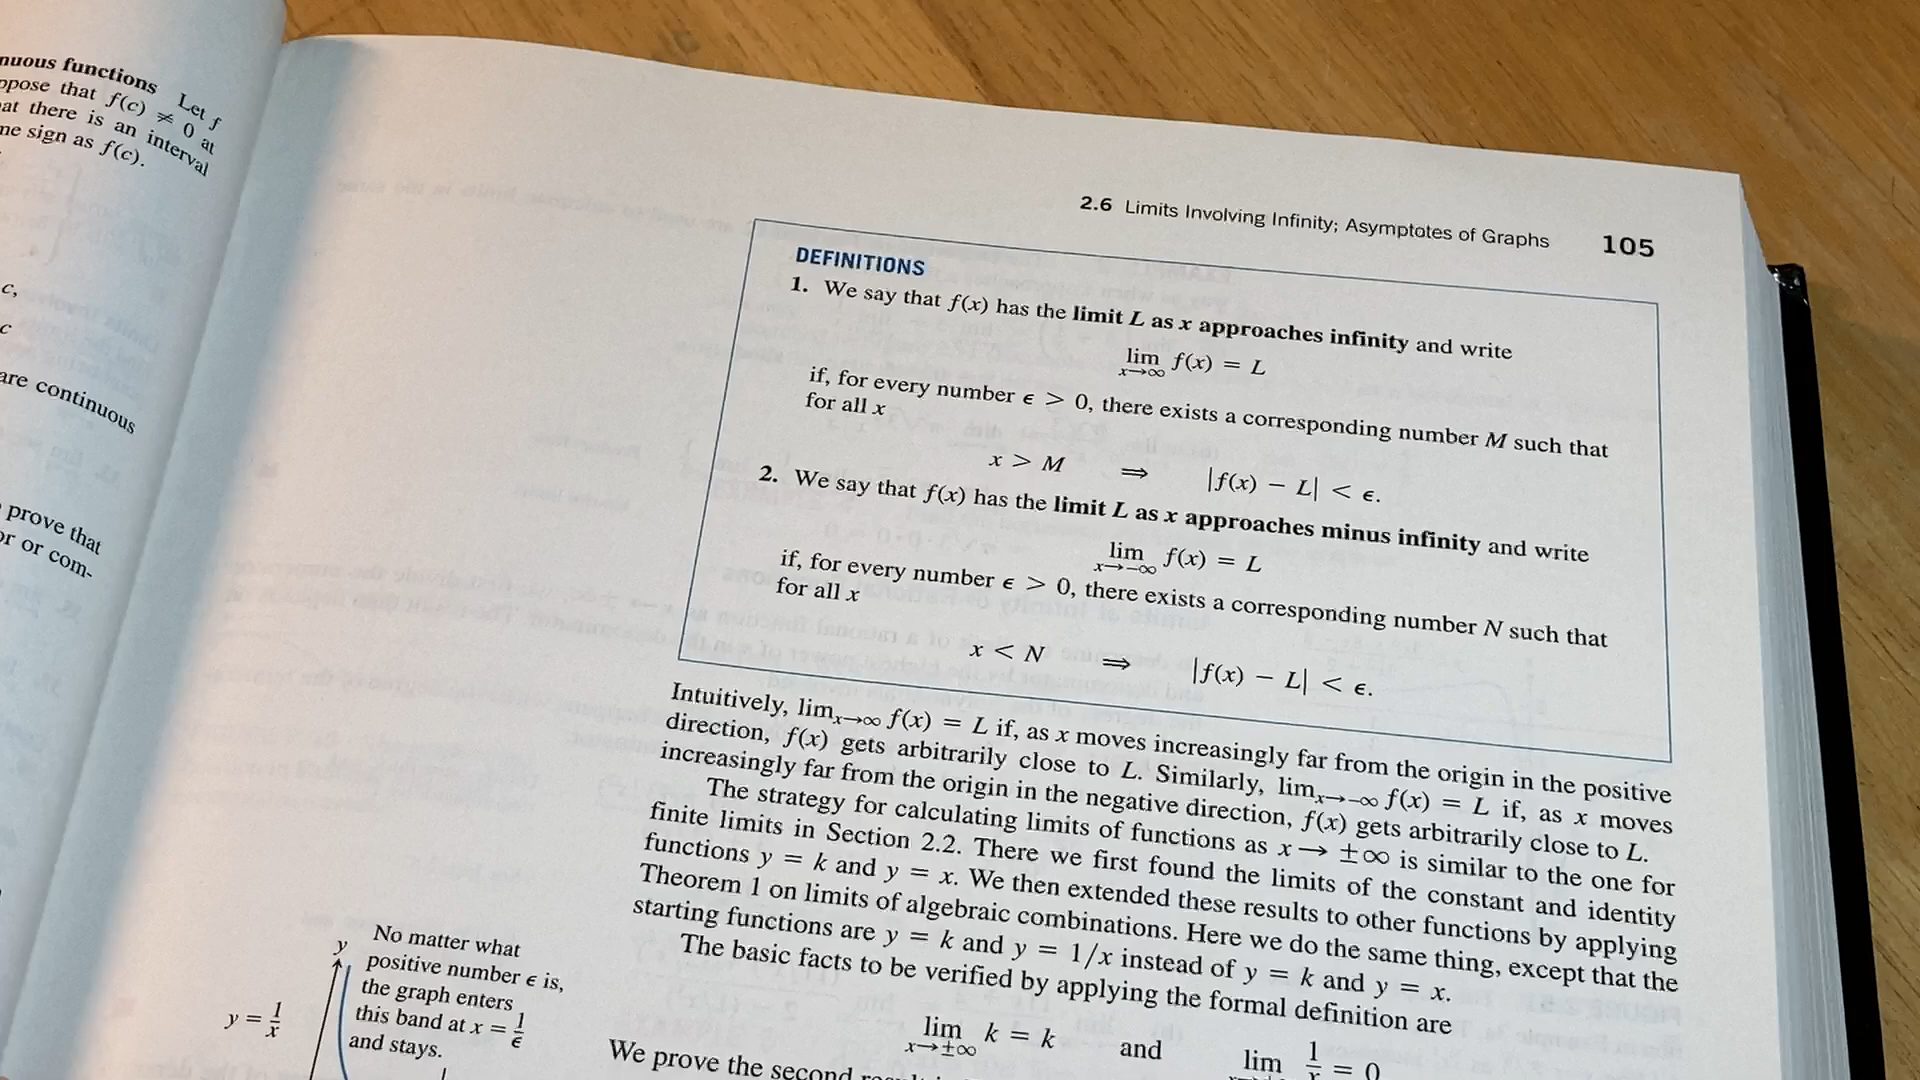 nuous functions Let f
ppose that f(c) ≠ 0 at
at there is an interval
me sign as f(c).
c,
c
are continuous
prove that
or or com-
2.6 Limits Involving Infinity; Asymptotes of Graphs 105
DEFINITIONS
1. We say that f(x) has the limit L as x approaches infinity and write
lim x→∞ f(x) = L
if, for every number ϵ > 0, there exists a corresponding number M such that
for all x
x > M ⇒ |f(x) − L| < ϵ.
2. We say that f(x) has the limit L as x approaches minus infinity and write
lim x→−∞ f(x) = L
if, for every number ϵ > 0, there exists a corresponding number N such that
for all x
x < N ⇒ |f(x) − L| < ϵ.
Intuitively, lim x→∞ f(x) = L if, as x moves increasingly far from the origin in the positive
direction, f(x) gets arbitrarily close to L. Similarly, lim x→−∞ f(x) = L if, as x moves
increasingly far from the origin in the negative direction, f(x) gets arbitrarily close to L.
The strategy for calculating limits of functions as x → ±∞ is similar to the one for
finite limits in Section 2.2. There we first found the limits of the constant and identity
functions y = k and y = x. We then extended these results to other functions by applying
Theorem 1 on limits of algebraic combinations. Here we do the same thing, except that the
starting functions are y = k and y = 1/x instead of y = k and y = x.
The basic facts to be verified by applying the formal definition are
lim x→±∞ k = k and lim 1/x = 0
We prove the second
y
No matter what
positive number ϵ is,
the graph enters
this band at x = 1/ϵ
and stays.
y = 1/x